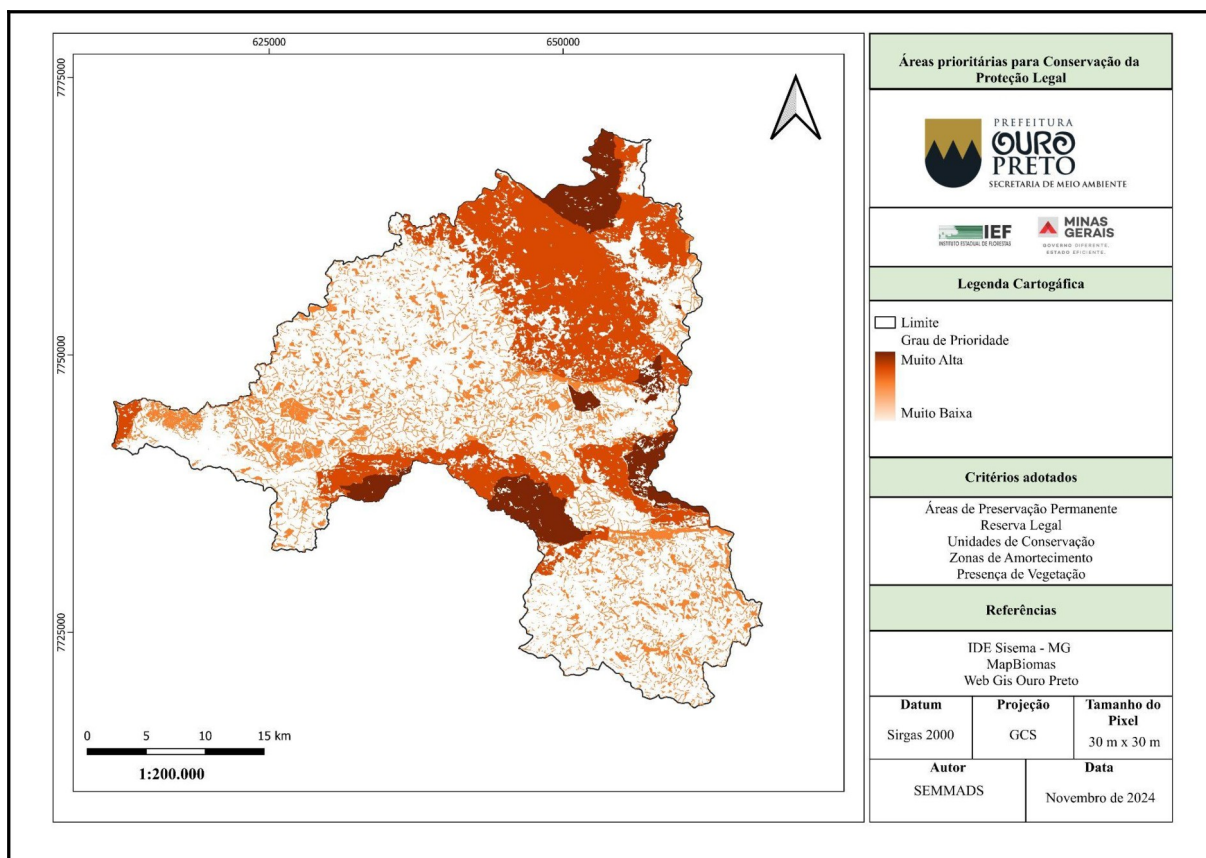 625000
650000
7775000
7750000
7725000
0 5 10 15 km
1:200.000
Áreas prioritárias para Conservação da
Proteção Legal
PREFEITURA
OURO
PRETO
SECRETARIA DE MEIO AMBIENTE
IEF
INSTITUTO ESTADUAL DE FLORESTAS
MINAS
GERAIS
GOVERNO DIFERENTE.
ESTADO EFICIENTE.
Legenda Cartogáfica
Limite
Grau de Prioridade
Muito Alta
Muito Baixa
Critérios adotados
Áreas de Preservação Permanente
Reserva Legal
Unidades de Conservação
Zonas de Amortecimento
Presença de Vegetação
Referências
IDE Sisema - MG
MapBiomas
Web Gis Ouro Preto
Datum
Sirgas 2000
Projeção
GCS
Tamanho do
Pixel
30 m x 30 m
Autor
SEMMADS
Data
Novembro de 2024